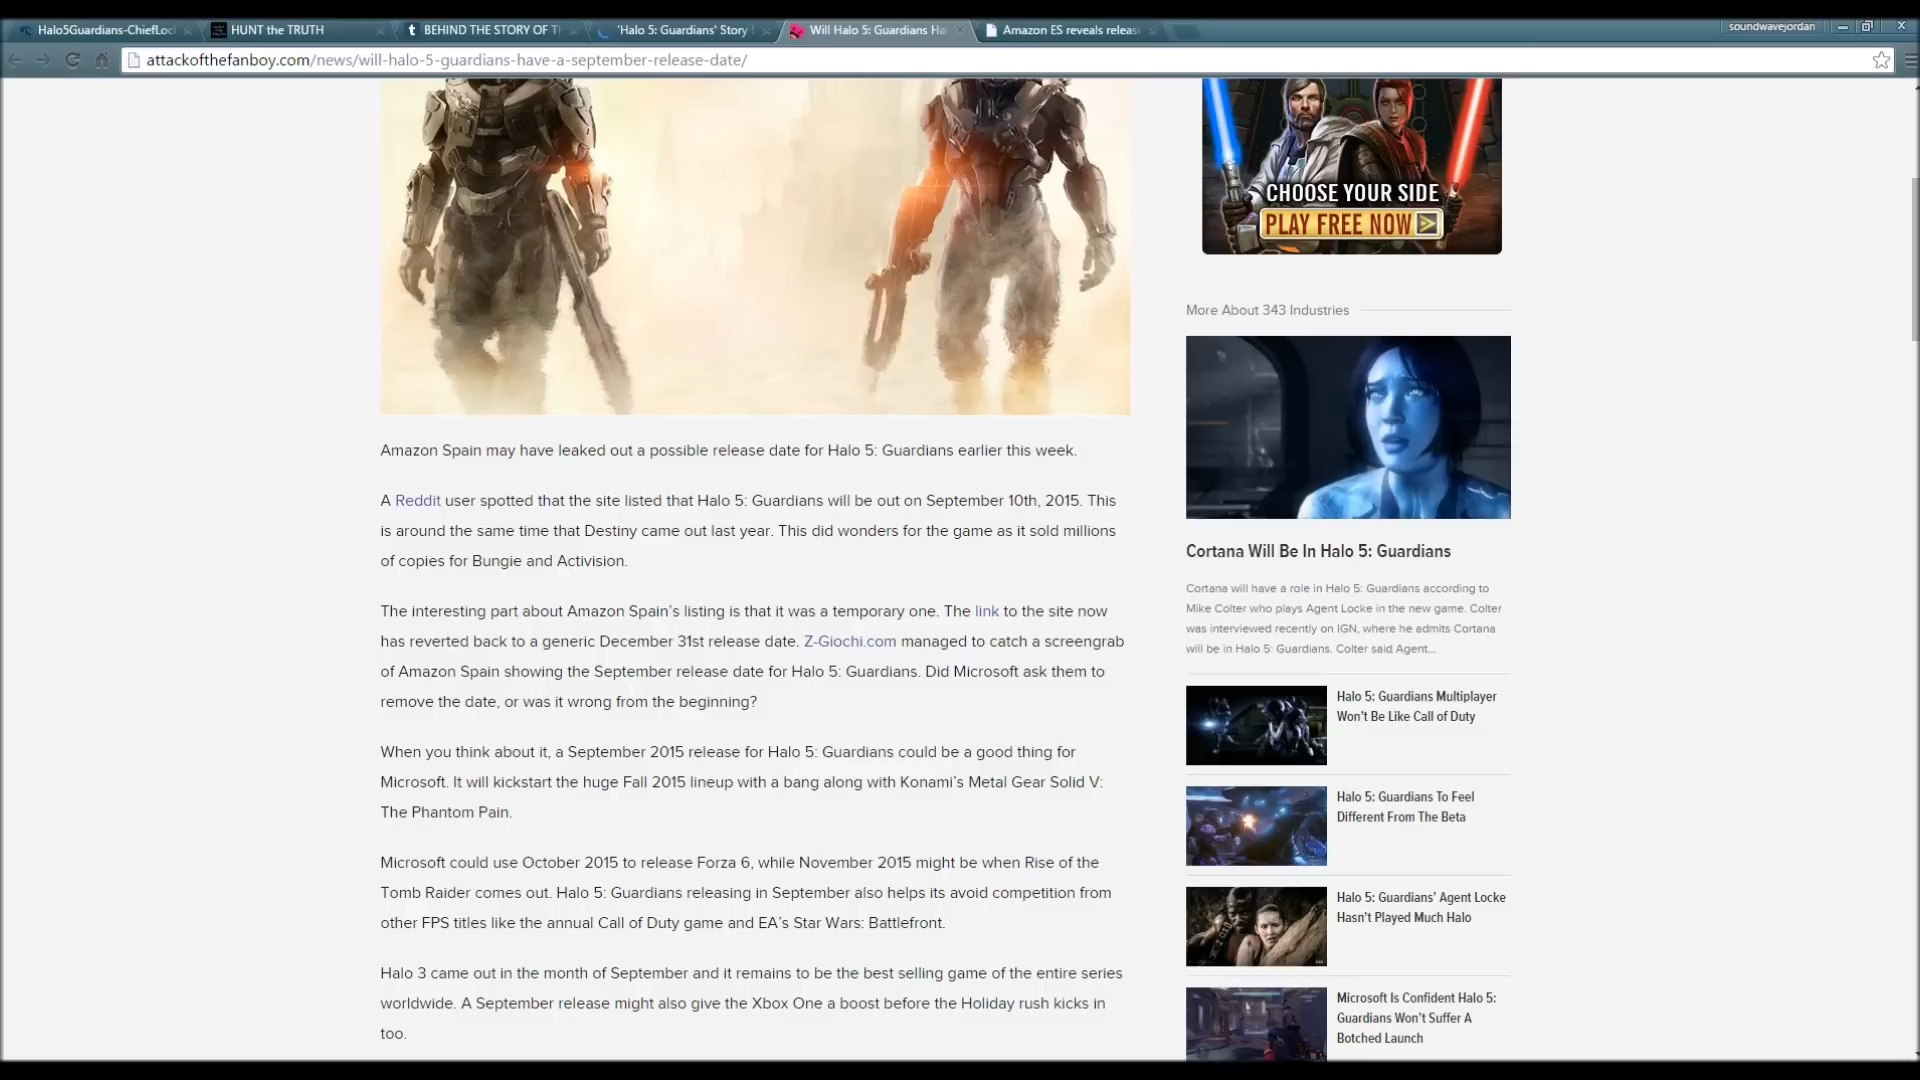 Halo5Guardians-ChiefLoc
HUNT the TRUTH
BEHIND THE STORY OF T
'Halo 5: Guardians' Story
Will Halo 5: Guardians Ha
Amazon ES reveals releas
soundwavejordan
attackofthefanboy.com/news/will-halo-5-guardians-have-a-september-release-date/
CHOOSE YOUR SIDE
PLAY FREE NOW
Amazon Spain may have leaked out a possible release date for Halo 5: Guardians earlier this week.
A Reddit user spotted that the site listed that Halo 5: Guardians will be out on September 10th, 2015. This
is around the same time that Destiny came out last year. This did wonders for the game as it sold millions
of copies for Bungie and Activision.
The interesting part about Amazon Spain's listing is that it was a temporary one. The link to the site now
has reverted back to a generic December 31st release date. Z-Giochi.com managed to catch a screengrab
of Amazon Spain showing the September release date for Halo 5: Guardians. Did Microsoft ask them to
remove the date, or was it wrong from the beginning?
When you think about it, a September 2015 release for Halo 5: Guardians could be a good thing for
Microsoft. It will kickstart the huge Fall 2015 lineup with a bang along with Konami's Metal Gear Solid V:
The Phantom Pain.
Microsoft could use October 2015 to release Forza 6, while November 2015 might be when Rise of the
Tomb Raider comes out. Halo 5: Guardians releasing in September also helps its avoid competition from
other FPS titles like the annual Call of Duty game and EA's Star Wars: Battlefront.
Halo 3 came out in the month of September and it remains to be the best selling game of the entire series
worldwide. A September release might also give the Xbox One a boost before the Holiday rush kicks in
too.
More About 343 Industries
Cortana Will Be In Halo 5: Guardians
Cortana will have a role in Halo 5: Guardians according to
Mike Colter who plays Agent Locke in the new game. Colter
was interviewed recently on IGN, where he admits Cortana
will be in Halo 5: Guardians. Colter said Agent...
Halo 5: Guardians Multiplayer
Won't Be Like Call of Duty
Halo 5: Guardians To Feel
Different From The Beta
Halo 5: Guardians' Agent Locke
Hasn't Played Much Halo
Microsoft Is Confident Halo 5:
Guardians Won't Suffer A
Botched Launch